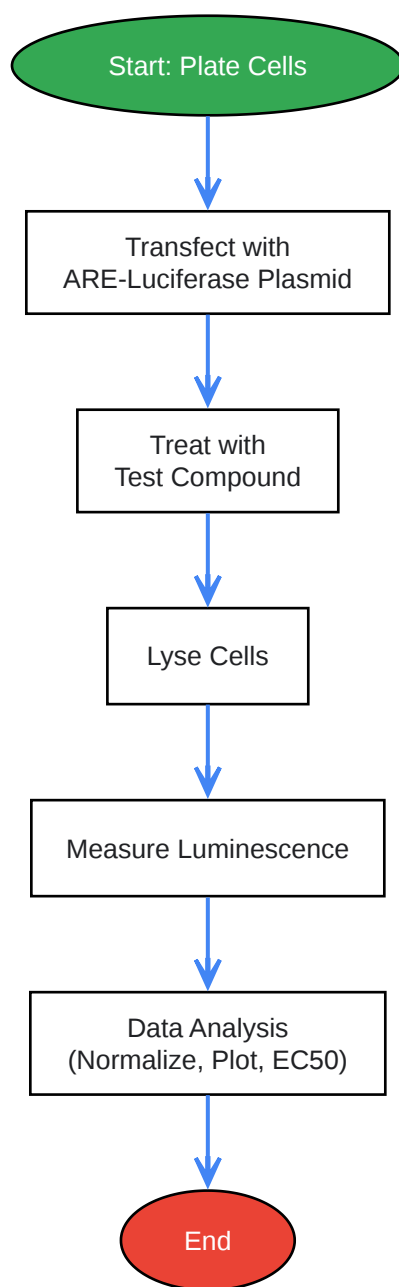 Start: Plate Cells
Transfect with
ARE-Luciferase Plasmid
Treat with
Test Compound
Lyse Cells
Measure Luminescence
Data Analysis
(Normalize, Plot, EC50)
End